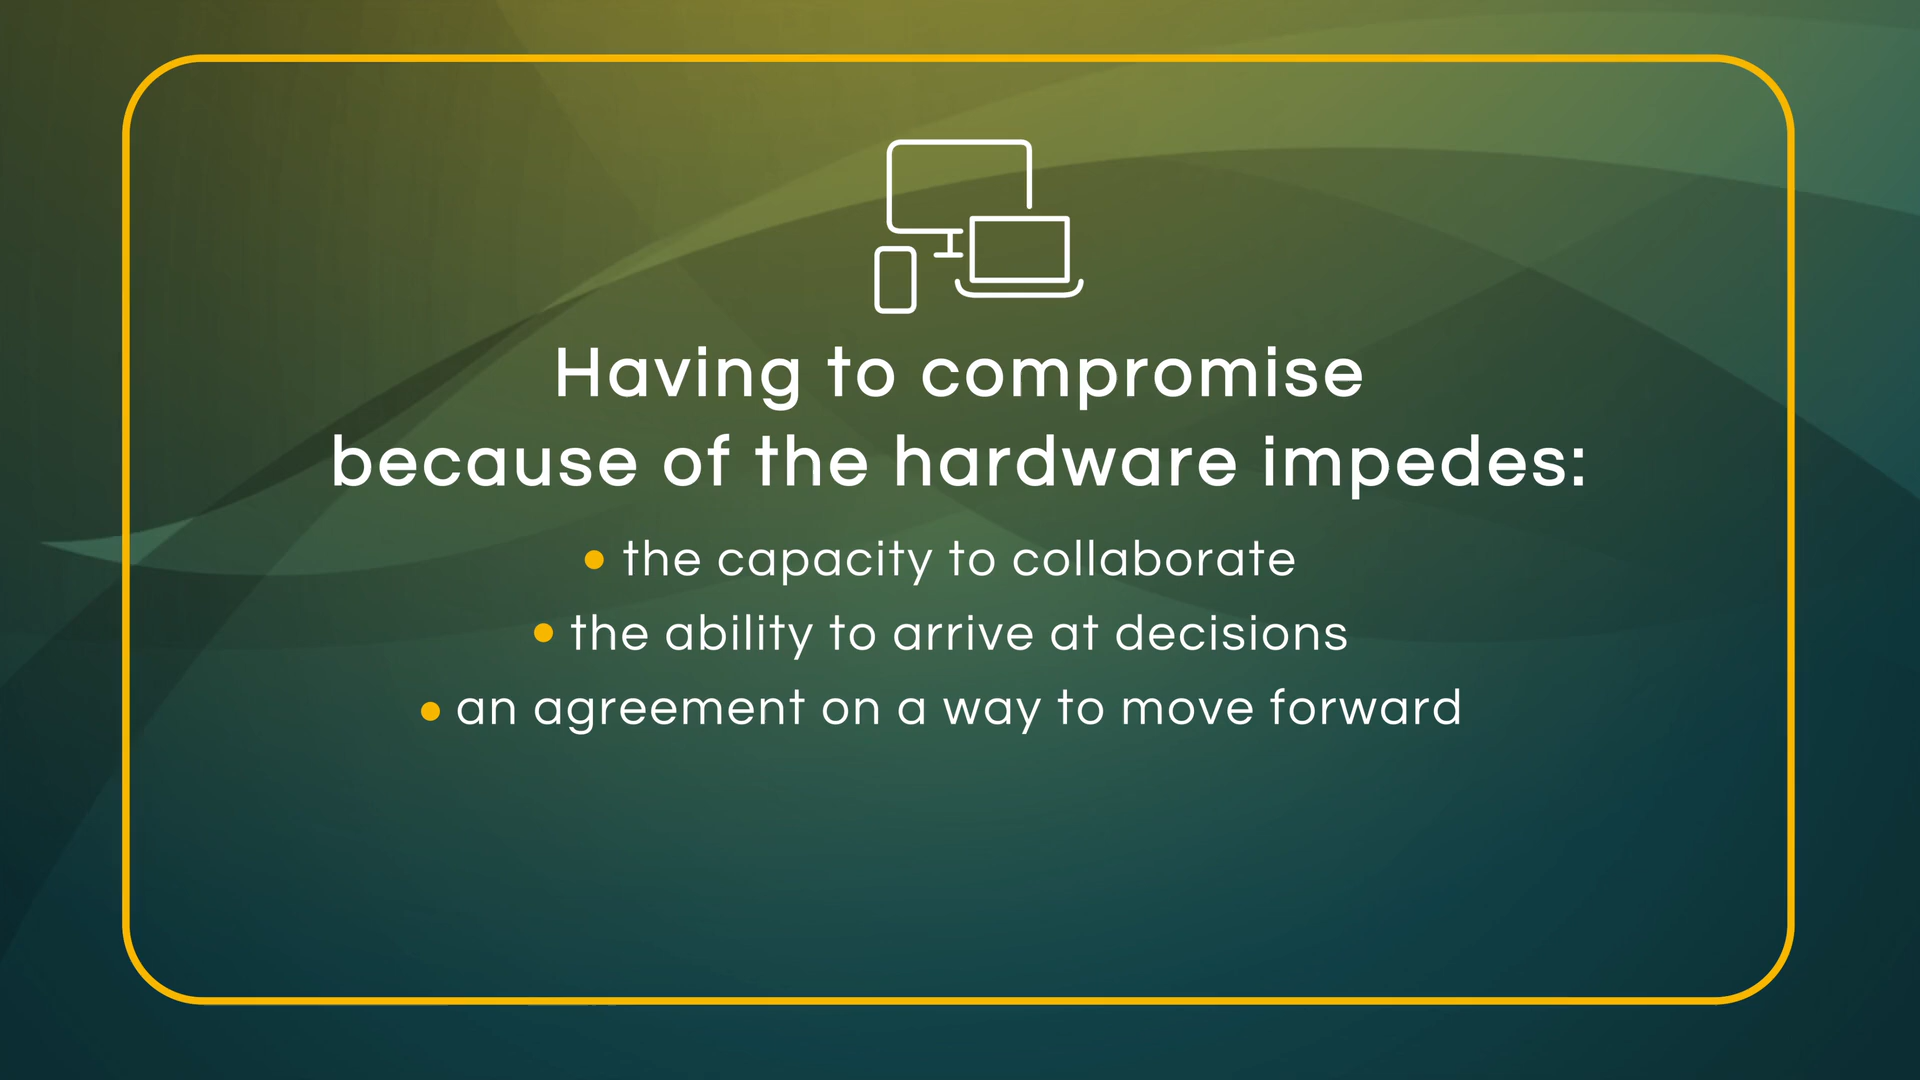 Having to compromise
because of the hardware impedes:
• the capacity to collaborate
• the ability to arrive at decisions
• an agreement on a way to move forward